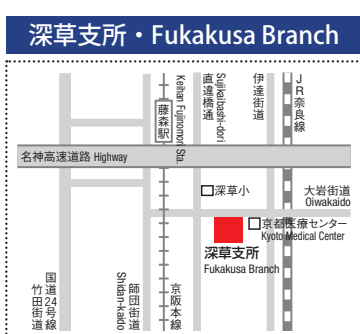 深草支所・Fukakusa Branch
Keihan Fujinomori Sta.
藤森駅
Sujikaibashi-dori
直違橋通
伊達街道
JR奈良線
名神高速道路 Highway
深草小
大岩街道
Oiwakaido
京都医療センター
Kyoto Medical Center
深草支所
Fukakusa Branch
国道24号線
竹田街道
Shidan-kaido
師団街道
京阪本線